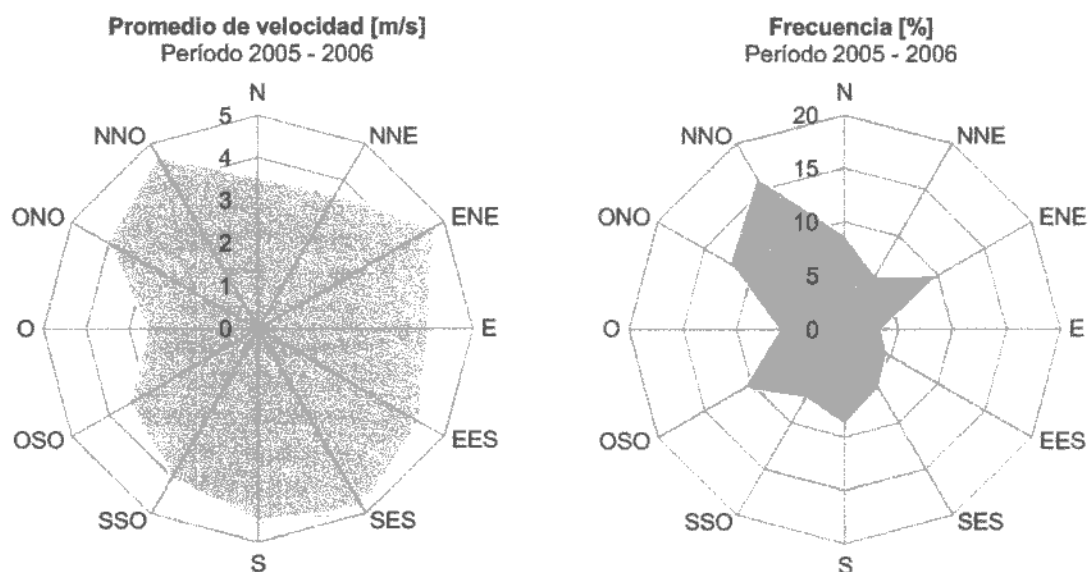 Promedio de velocidad [m/s]
Período 2005 - 2006
N
NNE
ENE
E
EES
SES
S
SSO
OSO
O
ONO
NNO
5
4
3
2
1
0
Frecuencia [%]
Período 2005 - 2006
N
NNE
ENE
E
EES
SES
S
SSO
OSO
O
ONO
NNO
20
15
10
5
0